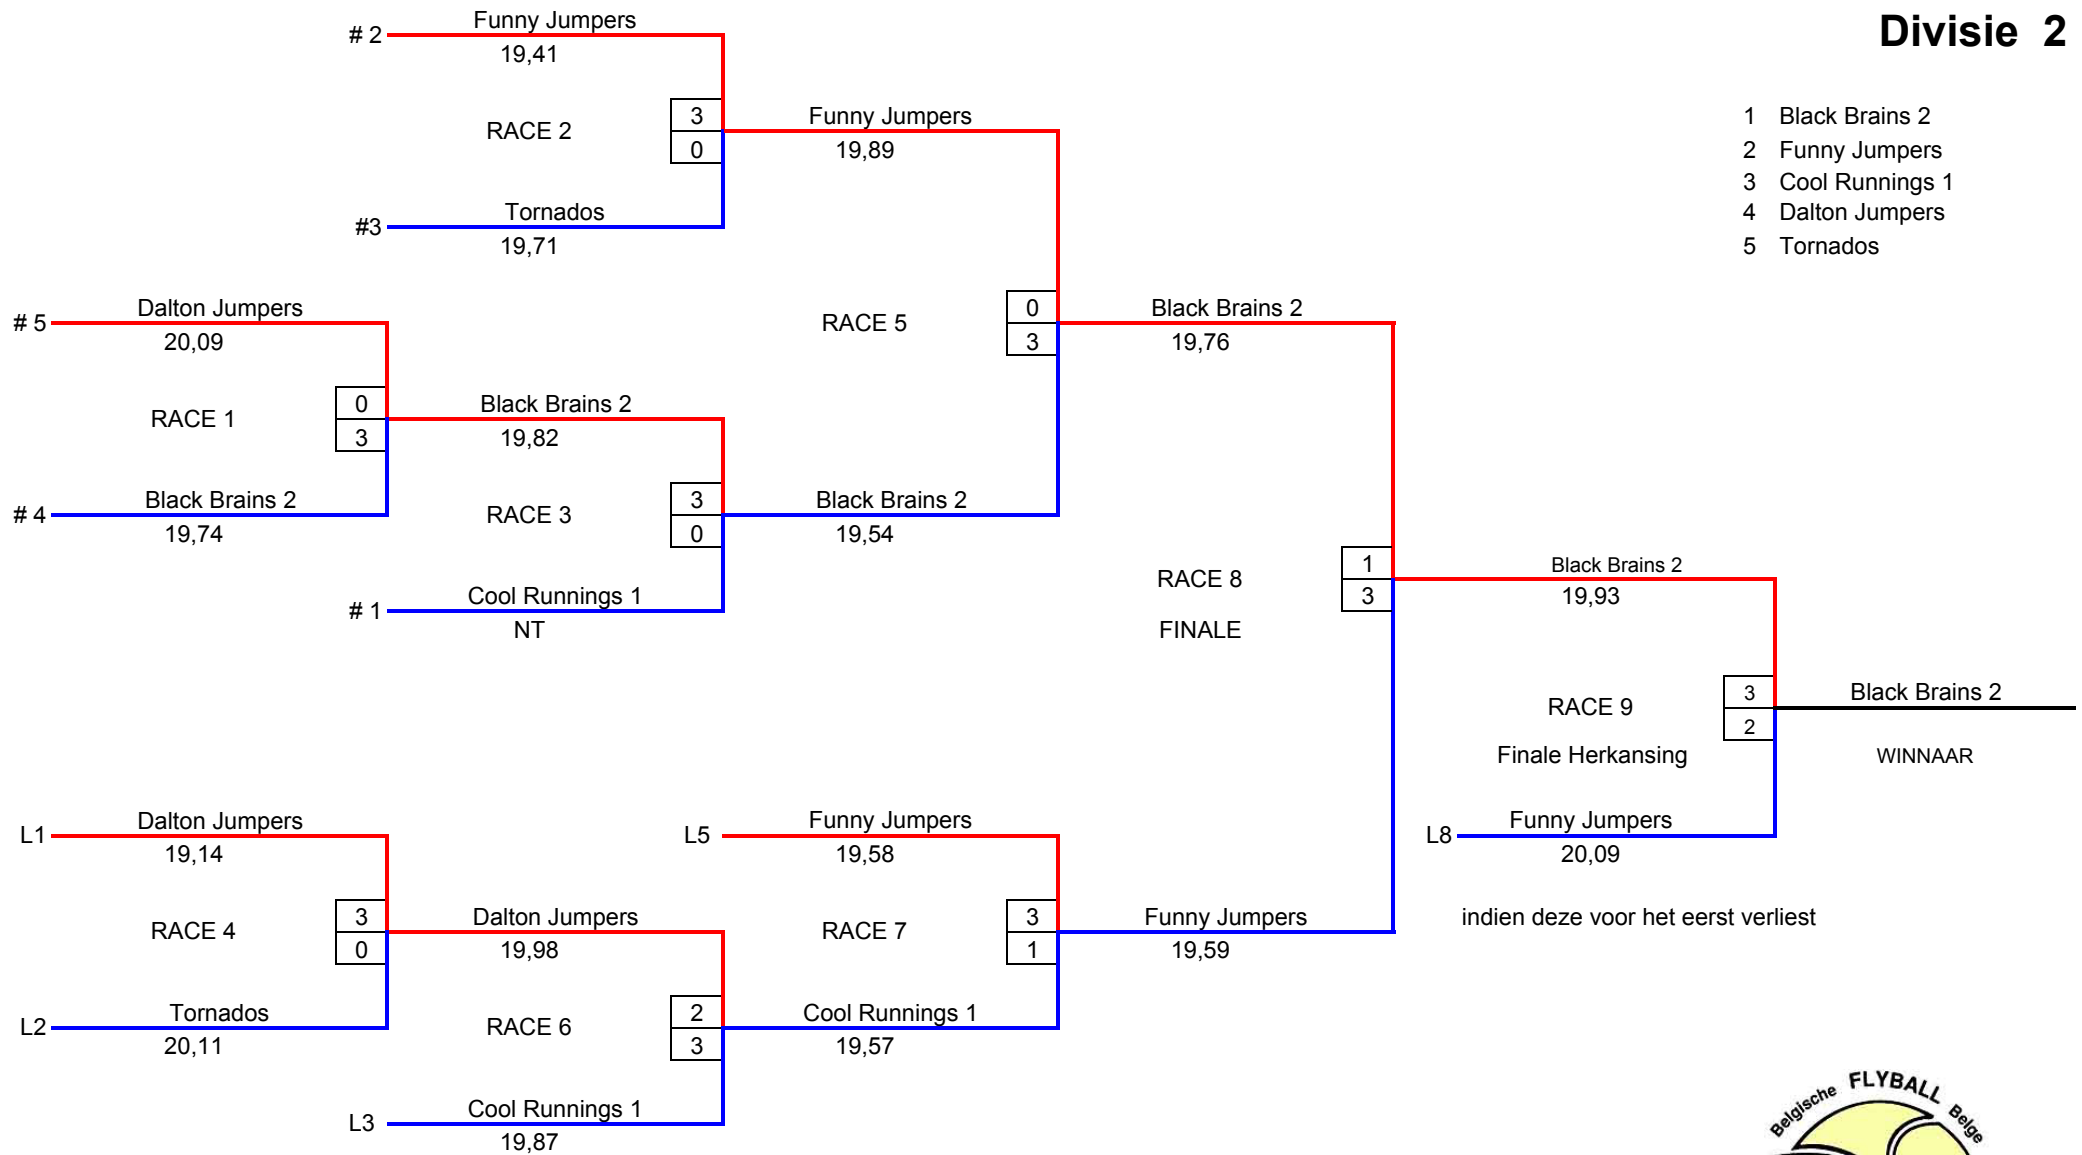 Divisie 2
1 Black Brains 2
2 Funny Jumpers
3 Cool Runnings 1
4 Dalton Jumpers
5 Tornados
# 2
Funny Jumpers
19,41
RACE 2
3
0
#3
Tornados
19,71
Funny Jumpers
19,89
# 5
Dalton Jumpers
20,09
RACE 1
0
3
# 4
Black Brains 2
19,74
Black Brains 2
19,82
RACE 3
3
0
# 1
Cool Runnings 1
NT
Black Brains 2
19,54
RACE 5
0
3
Black Brains 2
19,76
RACE 8
FINALE
1
3
Black Brains 2
19,93
RACE 9
Finale Herkansing
3
2
Black Brains 2
WINNAAR
L8
Funny Jumpers
20,09
indien deze voor het eerst verliest
L1
Dalton Jumpers
19,14
RACE 4
3
0
L2
Tornados
20,11
Dalton Jumpers
19,98
RACE 6
2
3
L3
Cool Runnings 1
19,87
L5
Funny Jumpers
19,58
RACE 7
3
1
Cool Runnings 1
19,57
Funny Jumpers
19,59
Belgische FLYBALL Belge